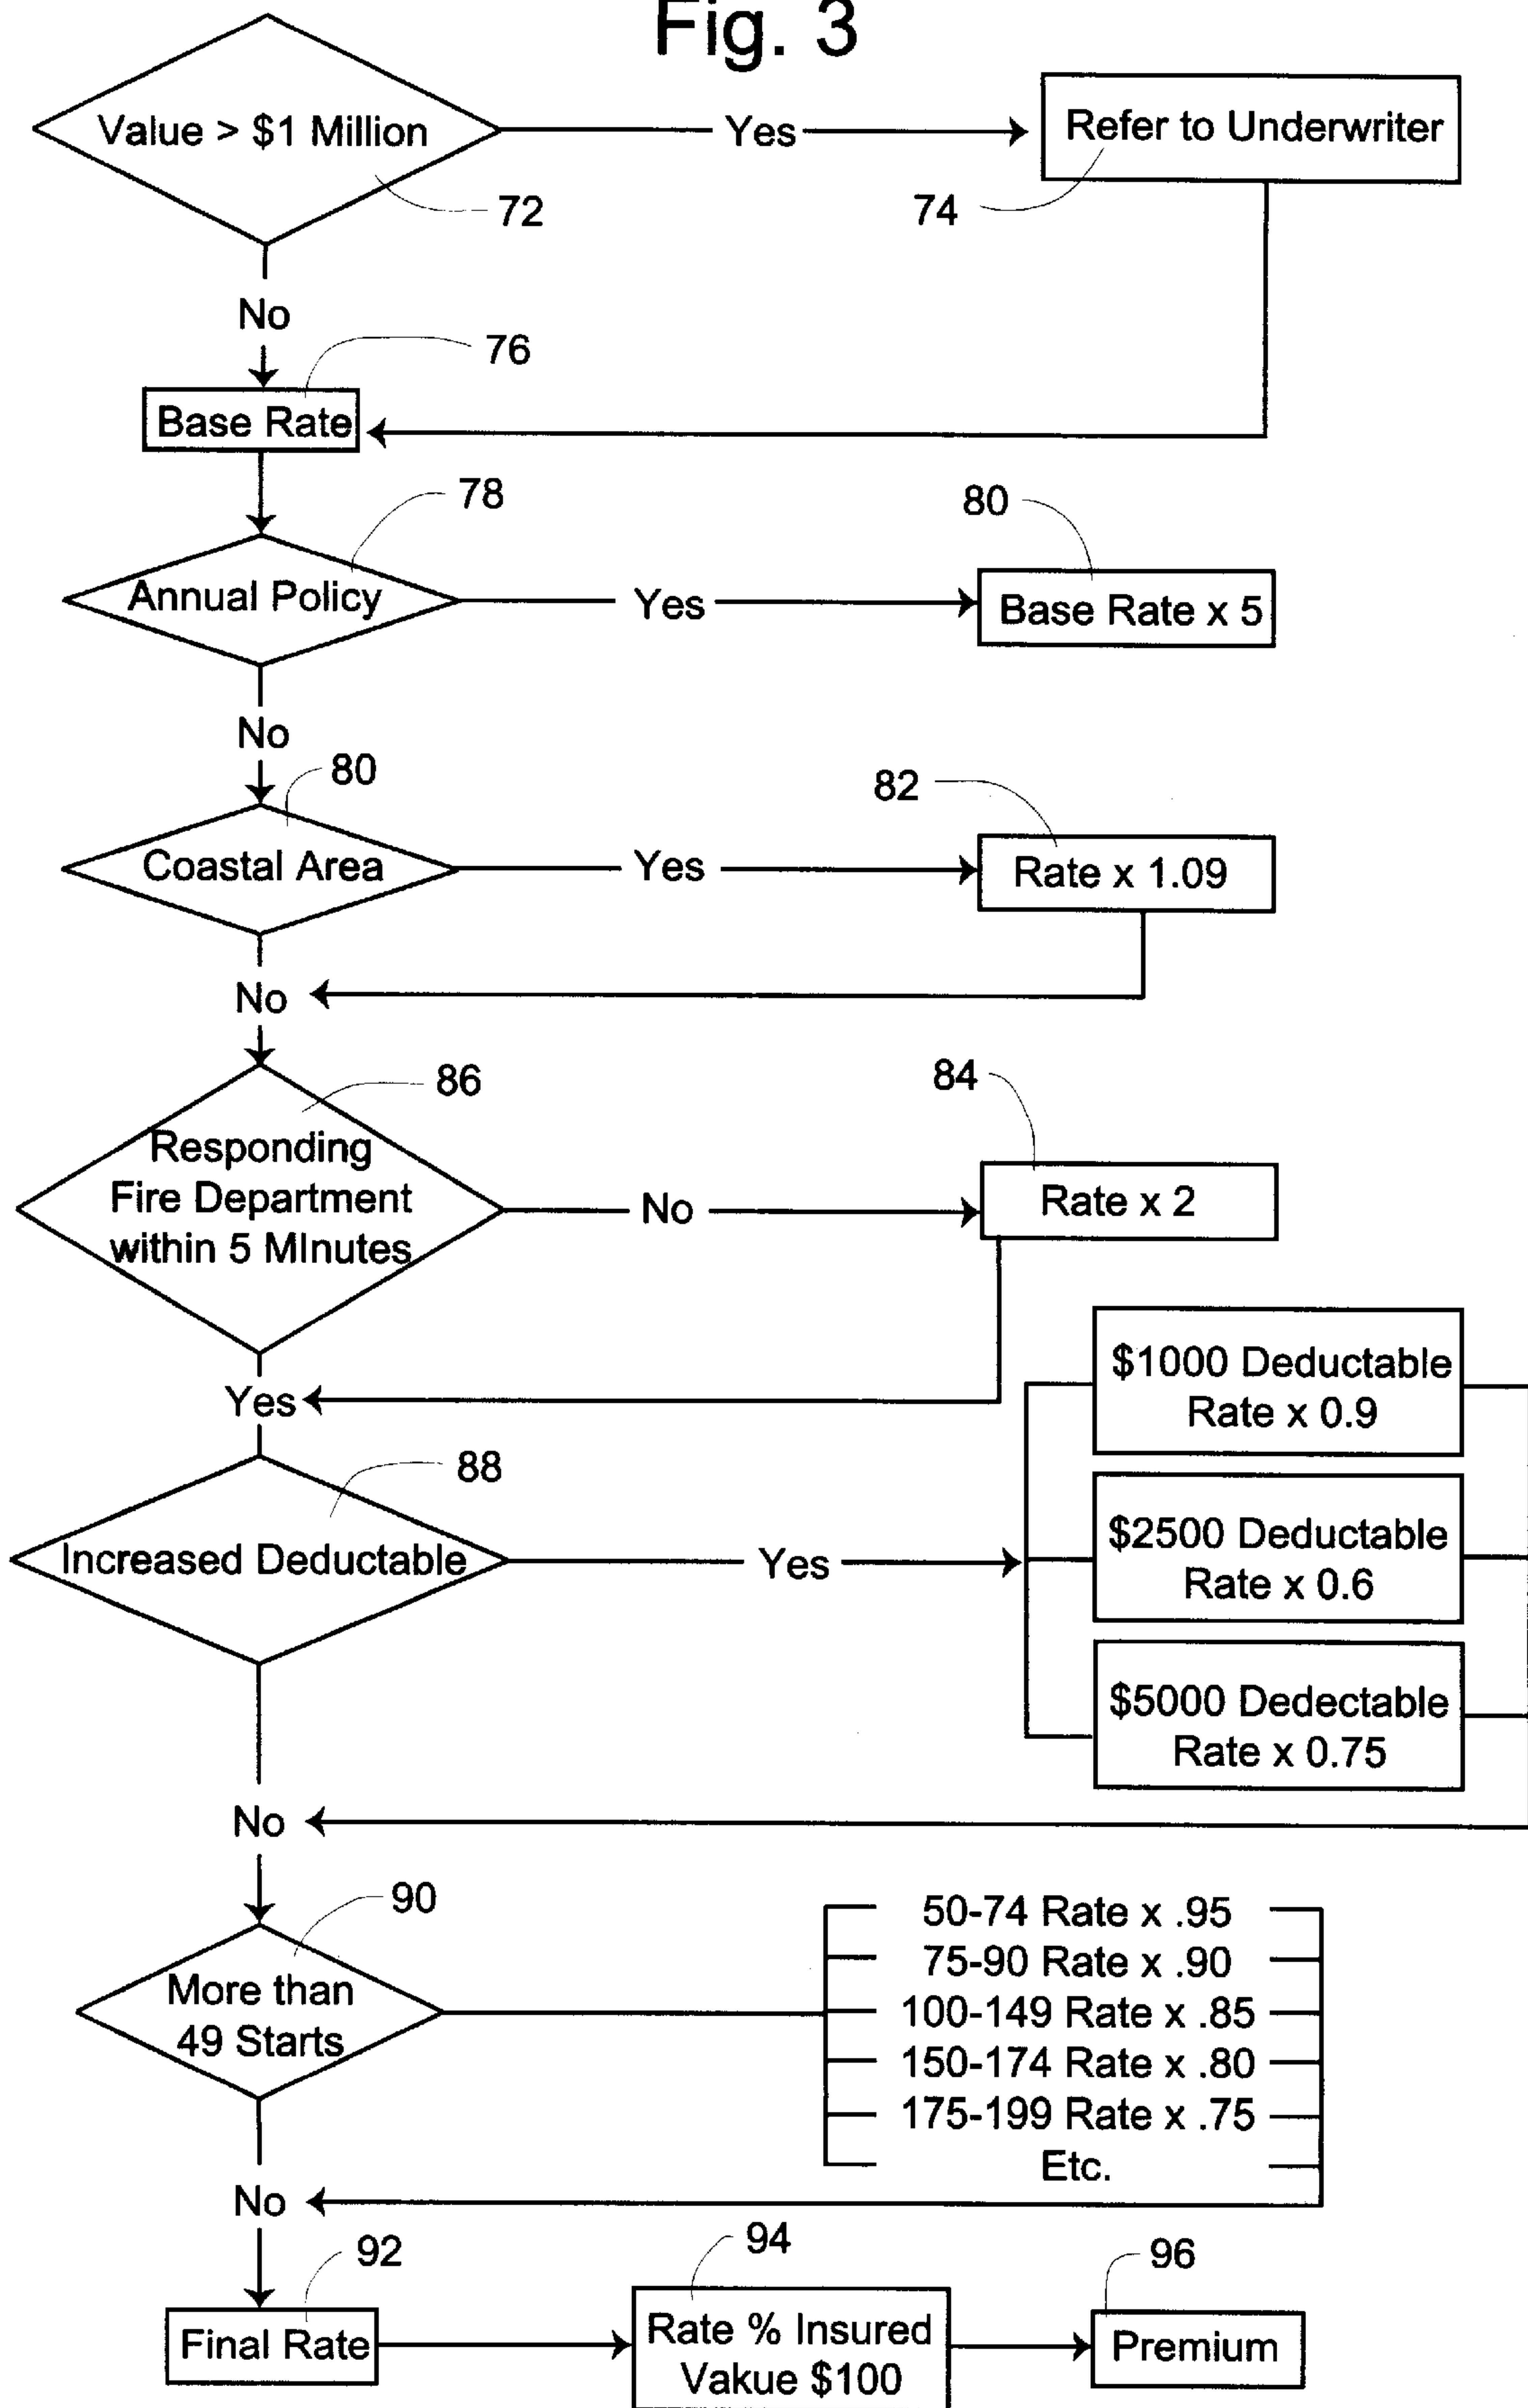 Fig. 3
Value > $1 Million
Yes
Refer to Underwriter
72
74
No
76
Base Rate
78
80
Annual Policy
Yes
Base Rate x 5
No
80
82
Coastal Area
Yes
Rate x 1.09
No
86
84
Responding
Fire Department
within 5 MInutes
No
Rate x 2
$1000 Deductable
Rate x 0.9
Yes
88
Increased Deductable
Yes
$2500 Deductable
Rate x 0.6
$5000 Dedectable
Rate x 0.75
No
90
More than
49 Starts
50-74 Rate x .95
75-90 Rate x .90
100-149 Rate x .85
150-174 Rate x .80
175-199 Rate x .75
Etc.
No
92
94
96
Final Rate
Rate % Insured
Vakue $100
Premium